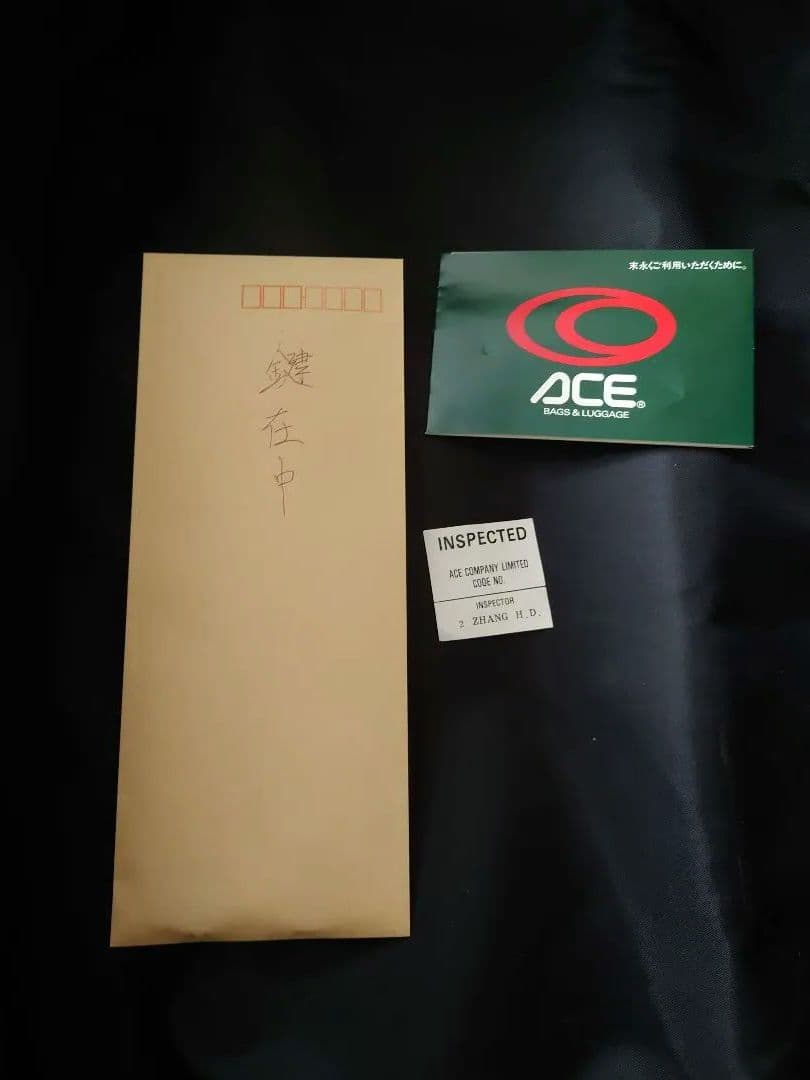 鍵在中
末永くご利用いただくために。
ACE®
BAGS & LUGGAGE
INSPECTED
ACE COMPANY LIMITED
CODE NO.
INSPECTOR
2 ZHANG H.D.